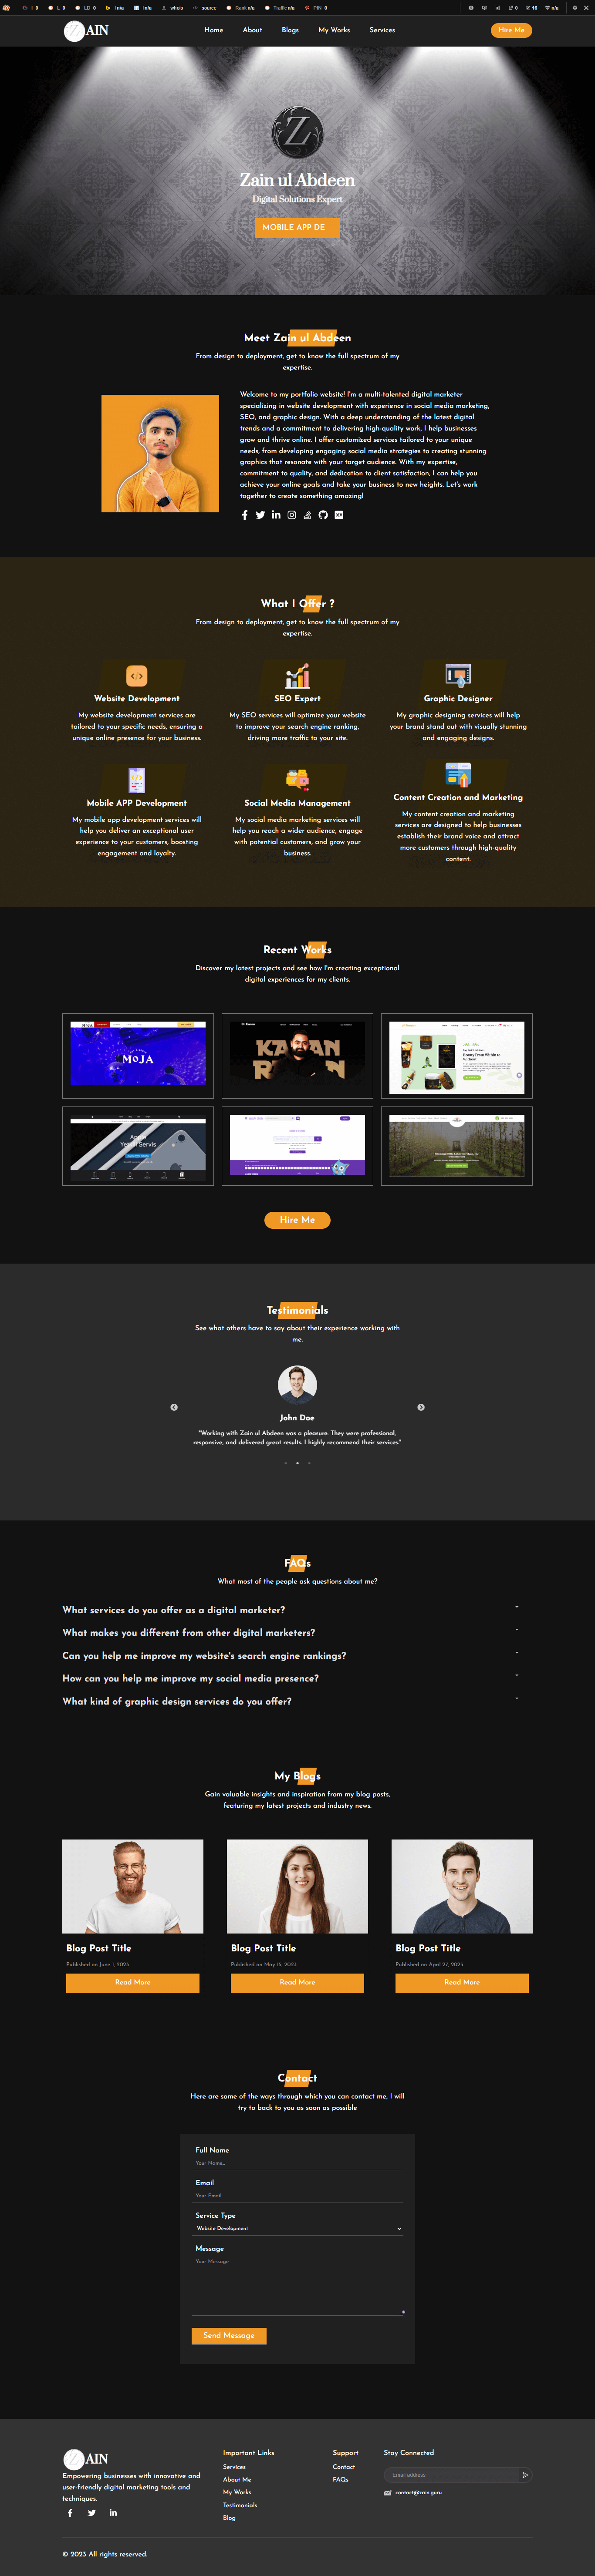 I 0 L 0 LD 0 I n/a I n/a whois source Rank n/a Traffic n/a PIN 0 0 16 n/a
ZAIN
Home About Blogs My Works Services
Hire Me
Z
Zain ul Abdeen
Digital Solutions Expert
MOBILE APP DE
Meet Zain ul Abdeen
From design to deployment, get to know the full spectrum of my
expertise.
Welcome to my portfolio website! I'm a multi-talented digital marketer
specializing in website development with experience in social media marketing,
SEO, and graphic design. With a deep understanding of the latest digital
trends and a commitment to delivering high-quality work, I help businesses
grow and thrive online. I offer customized services tailored to your unique
needs, from developing engaging social media strategies to creating stunning
graphics that resonate with your target audience. With my expertise,
commitment to quality, and dedication to client satisfaction, I can help you
achieve your online goals and take your business to new heights. Let's work
together to create something amazing!
What I Offer ?
From design to deployment, get to know the full spectrum of my
expertise.
Website Development
My website development services are
tailored to your specific needs, ensuring a
unique online presence for your business.
SEO Expert
My SEO services will optimize your website
to improve your search engine ranking,
driving more traffic to your site.
Graphic Designer
My graphic designing services will help
your brand stand out with visually stunning
and engaging designs.
Mobile APP Development
My mobile app development services will
help you deliver an exceptional user
experience to your customers, boosting
engagement and loyalty.
Social Media Management
My social media marketing services will
help you reach a wider audience, engage
with potential customers, and grow your
business.
Content Creation and Marketing
My content creation and marketing
services are designed to help businesses
establish their brand voice and attract
more customers through high-quality
content.
Recent Works
Discover my latest projects and see how I'm creating exceptional
digital experiences for my clients.
MOJA
Hire Me
Testimonials
See what others have to say about their experience working with
me.
John Doe
"Working with Zain ul Abdeen was a pleasure. They were professional,
responsive, and delivered great results. I highly recommend their services."
FAQs
What most of the people ask questions about me?
What services do you offer as a digital marketer?
What makes you different from other digital marketers?
Can you help me improve my website's search engine rankings?
How can you help me improve my social media presence?
What kind of graphic design services do you offer?
My Blogs
Gain valuable insights and inspiration from my blog posts,
featuring my latest projects and industry news.
Blog Post Title
Published on June 1, 2023
Read More
Blog Post Title
Published on May 15, 2023
Read More
Blog Post Title
Published on April 27, 2023
Read More
Contact
Here are some of the ways through which you can contact me, I will
try to back to you as soon as possible
Full Name
Your Name..
Email
Your Email
Service Type
Website Development
Message
Your Message
Send Message
ZAIN
Empowering businesses with innovative and
user-friendly digital marketing tools and
techniques.
Important Links
Services
About Me
My Works
Testimonials
Blog
Support
Contact
FAQs
Stay Connected
Email address
contact@zain.guru
© 2023 All rights reserved.